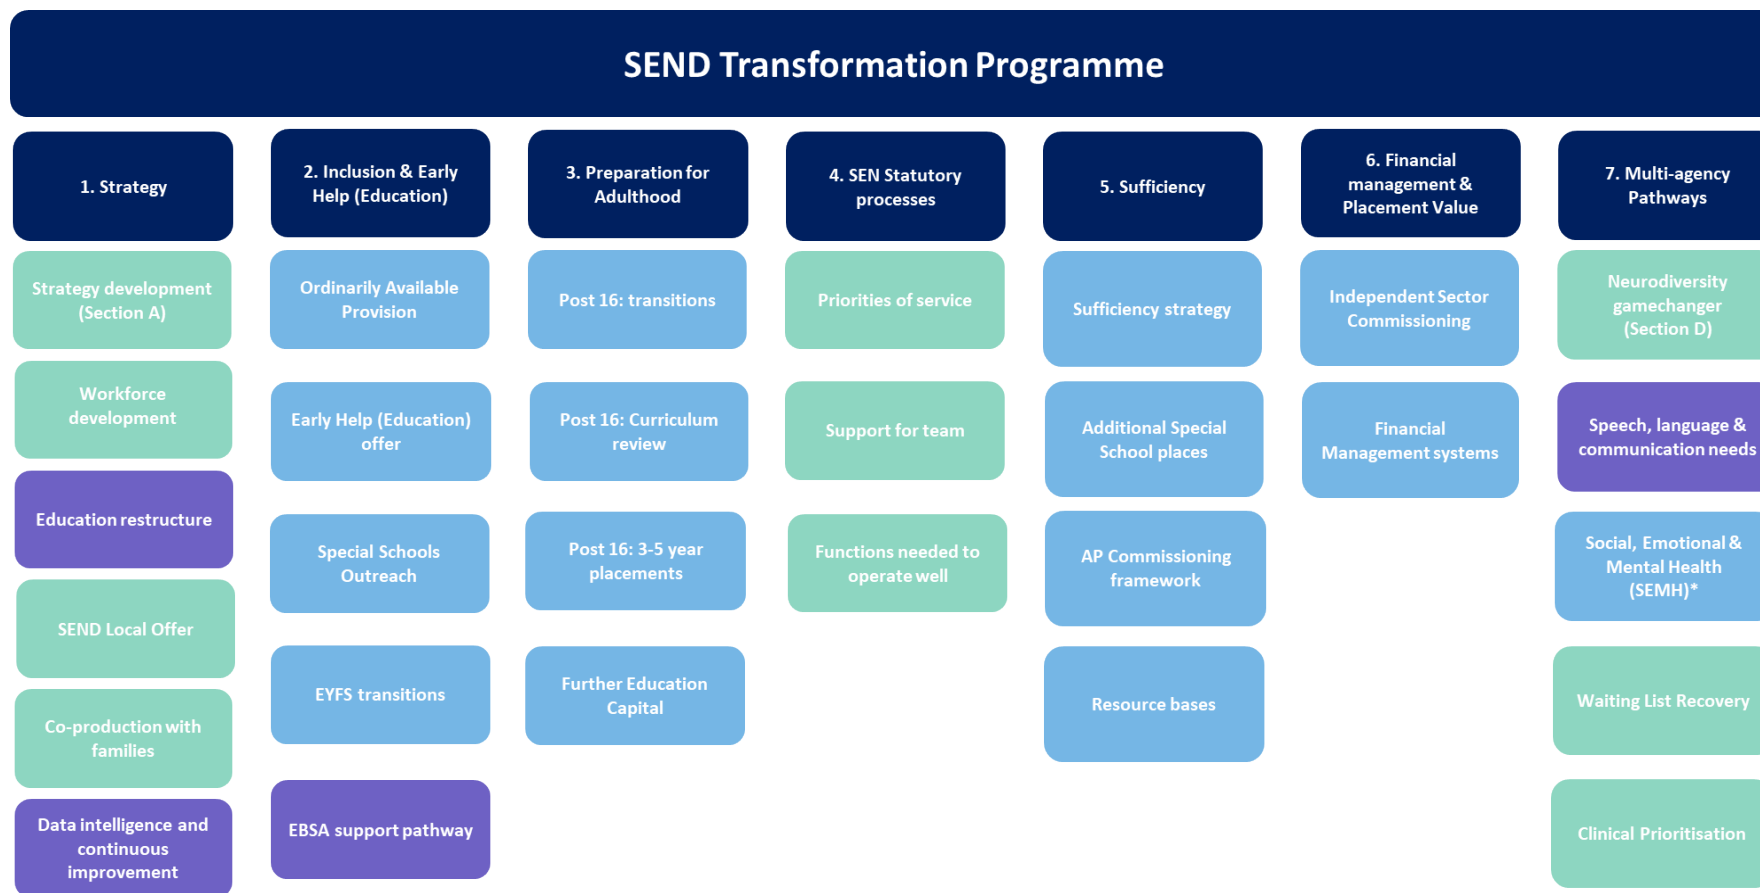 SEND Transformation Programme
1. Strategy
2. Inclusion & Early
Help (Education)
3. Preparation for
Adulthood
4. SEN Statutory
processes
5. Sufficiency
6. Financial
management &
Placement Value
7. Multi-agency
Pathways
Strategy development
(Section A)
Workforce
development
Education restructure
SEND Local Offer
Co-production with
families
Data intelligence and
continuous
improvement
Ordinarily Available
Provision
Early Help (Education)
offer
Special Schools
Outreach
EYFS transitions
EBSA support pathway
Post 16: transitions
Post 16: Curriculum
review
Post 16: 3-5 year
placements
Further Education
Capital
Priorities of service
Support for team
Functions needed to
operate well
Sufficiency strategy
Additional Special
School places
AP Commissioning
framework
Resource bases
Independent Sector
Commissioning
Financial
Management systems
Neurodiversity
gamechanger
(Section D)
Speech, language &
communication needs
Social, Emotional &
Mental Health
(SEMH)*
Waiting List Recovery
Clinical Prioritisation